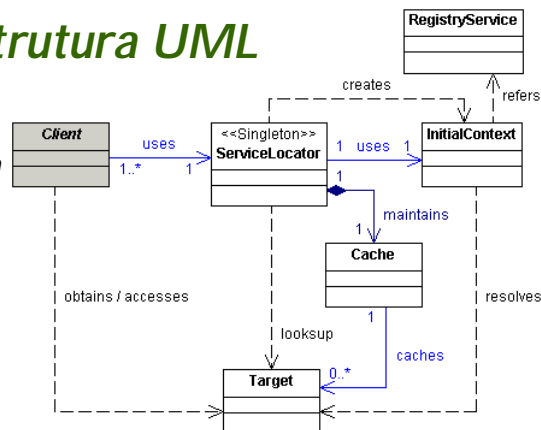 trutura UML
RegistryService
creates
refers
Client
uses
1..*
1
<<Singleton>>
ServiceLocator
1
uses
1
InitialContext
1
maintains
1
Cache
obtains / accesses
resolves
looksup
1
caches
0..*
Target